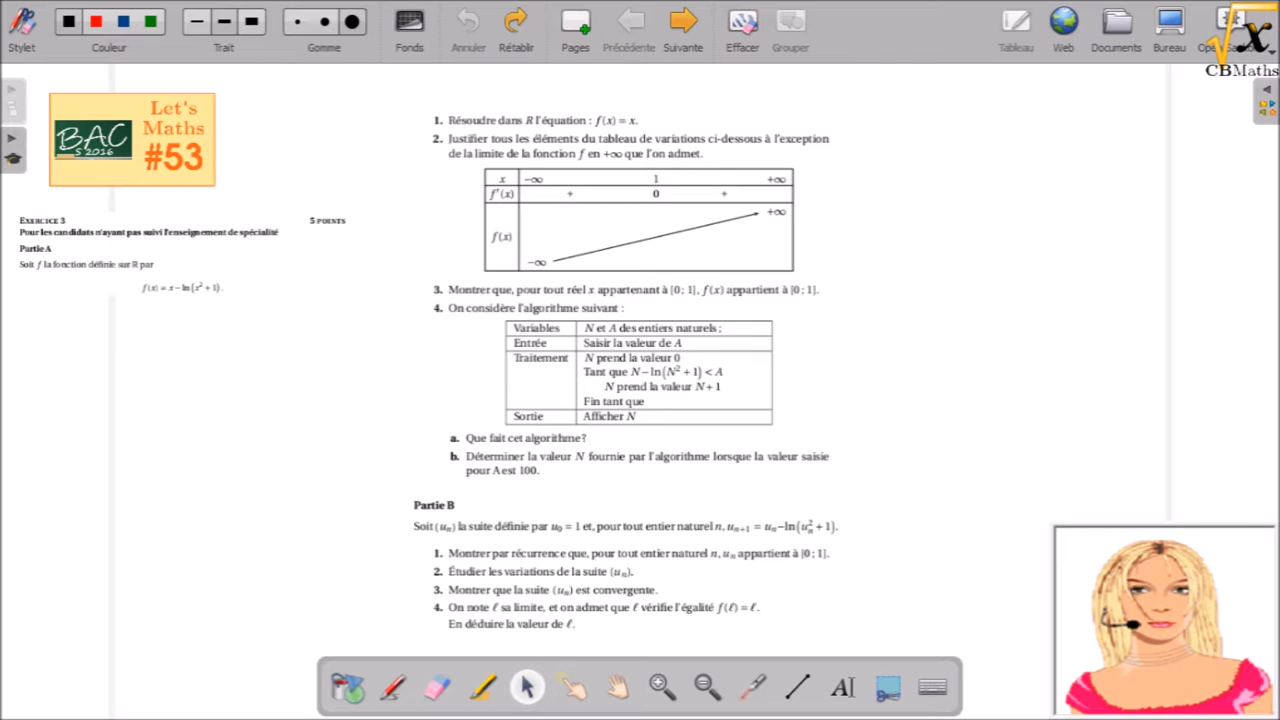 Stylet
Couleur
Trait
Gomme
Fonds
Annuler
Rétablir
Pages
Précédente
Suivante
Effacer
Grouper
Tableau
Web
Documents
Bureau
√x
CBMaths
BAC
S 2016
Let's
Maths
#53
EXERCICE 3 5 POINTS
Pour les candidats n'ayant pas suivi l'enseignement de spécialité
Partie A
Soit f la fonction définie sur ℝ par
f(x) = x − ln(x² + 1).
1. Résoudre dans R l'équation : f(x) = x.
2. Justifier tous les éléments du tableau de variations ci-dessous à l'exception
de la limite de la fonction f en +∞ que l'on admet.
x −∞ 1 +∞
f′(x) + 0 +
+∞
f(x)
−∞
3. Montrer que, pour tout réel x appartenant à [0 ; 1], f(x) appartient à [0 ; 1].
4. On considère l'algorithme suivant :
Variables N et A des entiers naturels ;
Entrée Saisir la valeur de A
Traitement N prend la valeur 0
Tant que N − ln(N² + 1) < A
N prend la valeur N + 1
Fin tant que
Sortie Afficher N
a. Que fait cet algorithme ?
b. Déterminer la valeur N fournie par l'algorithme lorsque la valeur saisie
pour A est 100.
Partie B
Soit (uₙ) la suite définie par u₀ = 1 et, pour tout entier naturel n, uₙ₊₁ = uₙ − ln(uₙ² + 1).
1. Montrer par récurrence que, pour tout entier naturel n, uₙ appartient à [0 ; 1].
2. Étudier les variations de la suite (uₙ).
3. Montrer que la suite (uₙ) est convergente.
4. On note ℓ sa limite, et on admet que ℓ vérifie l'égalité f(ℓ) = ℓ.
En déduire la valeur de ℓ.